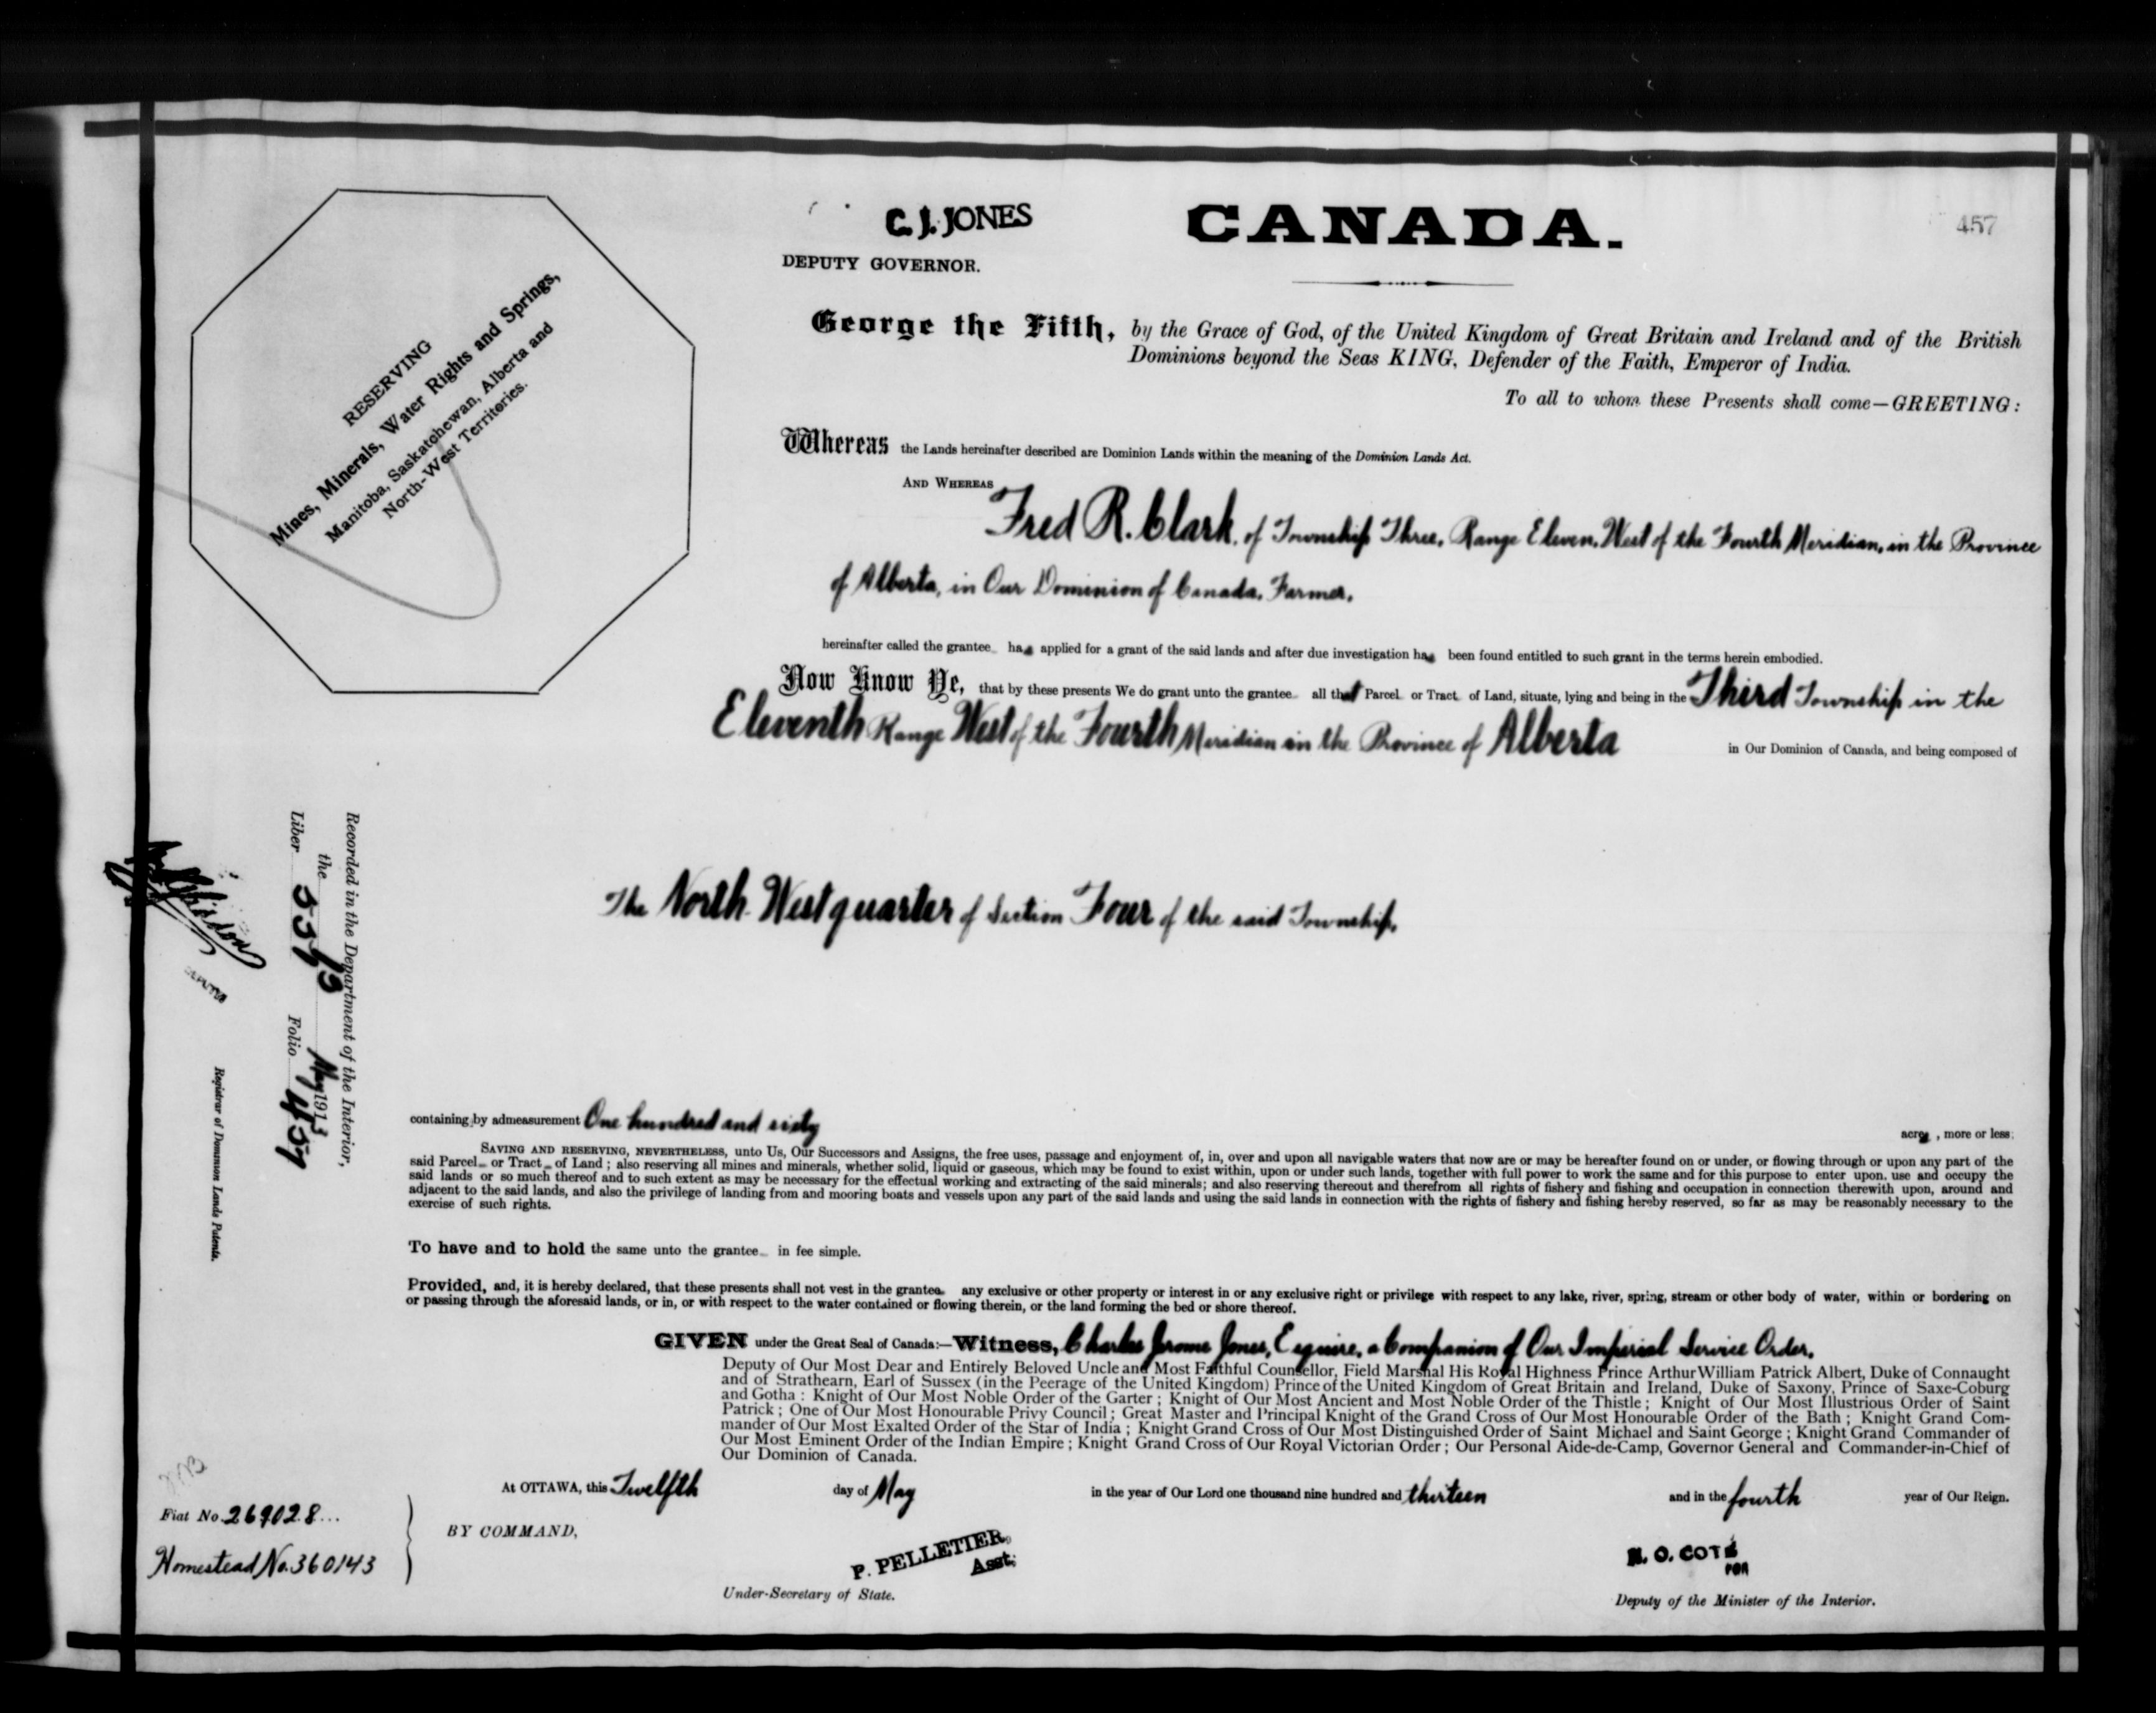 C. J. JONES
DEPUTY GOVERNOR.
CANADA.
457
RESERVING
Mines, Minerals, Water Rights and Springs,
Manitoba, Saskatchewan, Alberta and
North-West Territories.
George the Fifth, by the Grace of God, of the United Kingdom of Great Britain and Ireland and of the British
Dominions beyond the Seas KING, Defender of the Faith, Emperor of India.
To all to whom these Presents shall come—GREETING:
Whereas the Lands hereinafter described are Dominion Lands within the meaning of the Dominion Lands Act.
AND WHEREAS
Fred R. Clark, of Township Three, Range Eleven, West of the Fourth Meridian, in the Province
of Alberta, in Our Dominion of Canada, Farmer,
hereinafter called the grantee has applied for a grant of the said lands and after due investigation has been found entitled to such grant in the terms herein embodied.
Now Know Ye, that by these presents We do grant unto the grantee all that Parcel or Tract of Land, situate, lying and being in the Third Township in the
Eleventh Range West of the Fourth Meridian in the Province of Alberta in Our Dominion of Canada, and being composed of
The North West quarter of Section Four of the said Township,
Recorded in the Department of the Interior,
the May 1913
Liber Folio 457
DEPUTY
Registrar of Dominion Lands Patents.
containing by admeasurement One hundred and sixty acres, more or less;
SAVING AND RESERVING, NEVERTHELESS, unto Us, Our Successors and Assigns, the free uses, passage and enjoyment of, in, over and upon all navigable waters that now are or may be hereafter found on or under, or flowing through or upon any part of the
said Parcel or Tract of Land ; also reserving all mines and minerals, whether solid, liquid or gaseous, which may be found to exist within, upon or under such lands, together with full power to work the same and for this purpose to enter upon, use and occupy the
said lands or so much thereof and to such extent as may be necessary for the effectual working and extracting of the said minerals; and also reserving thereout and therefrom all rights of fishery and fishing and occupation in connection therewith upon, around and
adjacent to the said lands, and also the privilege of landing from and mooring boats and vessels upon any part of the said lands and using the said lands in connection with the rights of fishery and fishing hereby reserved, so far as may be reasonably necessary to the
exercise of such rights.
To have and to hold the same unto the grantee in fee simple.
Provided, and, it is hereby declared, that these presents shall not vest in the grantee any exclusive or other property or interest in or any exclusive right or privilege with respect to any lake, river, spring, stream or other body of water, within or bordering on
or passing through the aforesaid lands, or in, or with respect to the water contained or flowing therein, or the land forming the bed or shore thereof.
GIVEN under the Great Seal of Canada:—Witness, Charles Jerome Jones, Esquire, a Companion of Our Imperial Service Order,
Deputy of Our Most Dear and Entirely Beloved Uncle and Most Faithful Counsellor, Field Marshal His Royal Highness Prince Arthur William Patrick Albert, Duke of Connaught
and of Strathearn, Earl of Sussex (in the Peerage of the United Kingdom) Prince of the United Kingdom of Great Britain and Ireland, Duke of Saxony, Prince of Saxe-Coburg
and Gotha : Knight of Our Most Noble Order of the Garter ; Knight of Our Most Ancient and Most Noble Order of the Thistle ; Knight of Our Most Illustrious Order of Saint
Patrick ; One of Our Most Honourable Privy Council ; Great Master and Principal Knight of the Grand Cross of Our Most Honourable Order of the Bath ; Knight Grand Com-
mander of Our Most Exalted Order of the Star of India ; Knight Grand Cross of Our Most Distinguished Order of Saint Michael and Saint George ; Knight Grand Commander of
Our Most Eminent Order of the Indian Empire ; Knight Grand Cross of Our Royal Victorian Order ; Our Personal Aide-de-Camp, Governor General and Commander-in-Chief of
Our Dominion of Canada.
At OTTAWA, this Twelfth day of May in the year of Our Lord one thousand nine hundred and thirteen and in the fourth year of Our Reign.
Fiat No. 269028...
Homestead No. 360143
BY COMMAND,
P. PELLETIER,
Asst:
Under-Secretary of State.
N. O. COTÉ
FOR
Deputy of the Minister of the Interior.